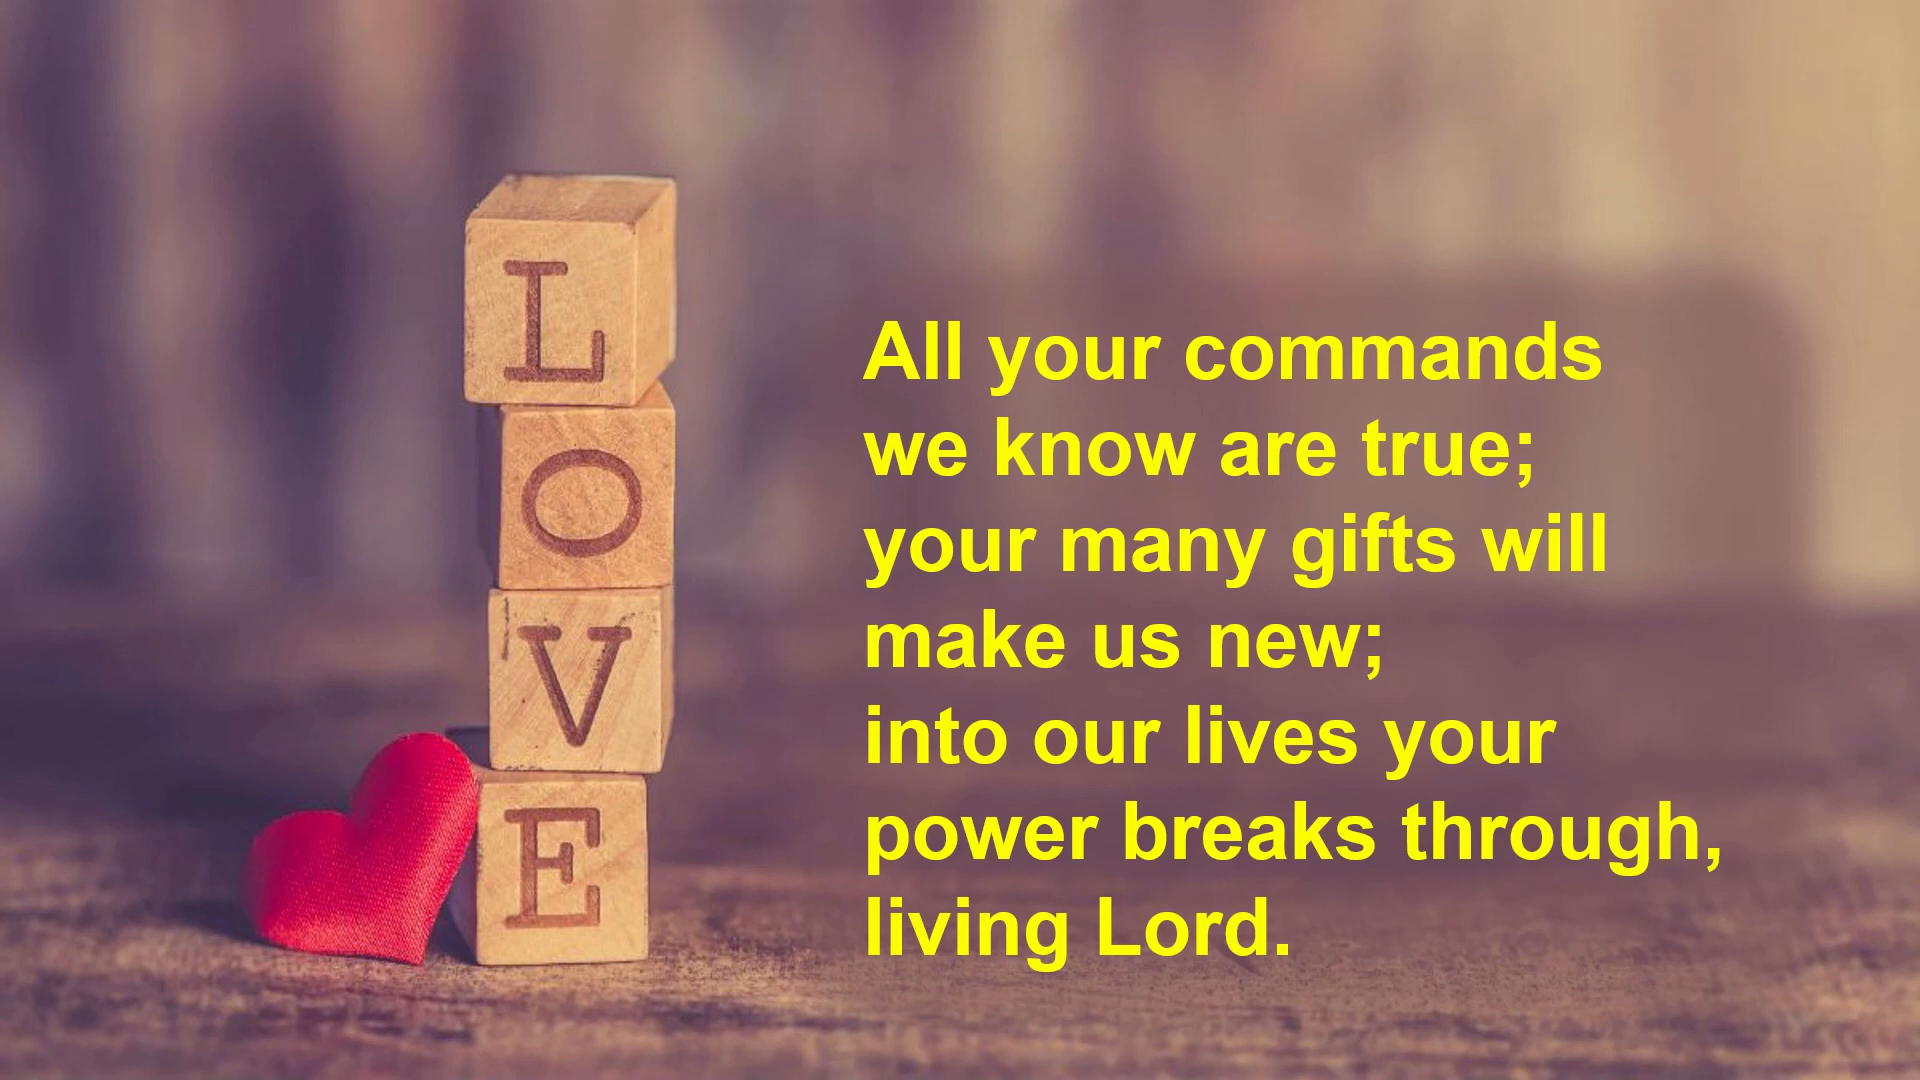 L
O
V
E
All your commands
we know are true;
your many gifts will
make us new;
into our lives your
power breaks through,
living Lord.